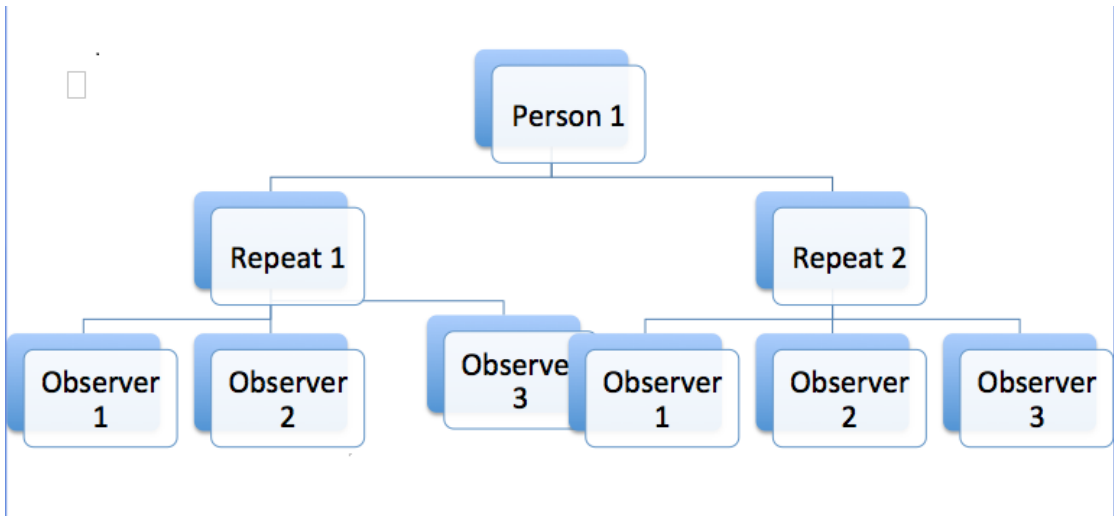 Person 1
Repeat 1
Repeat 2
Observer
1
Observer
2
Observe
3
Observer
1
Observer
2
Observer
3